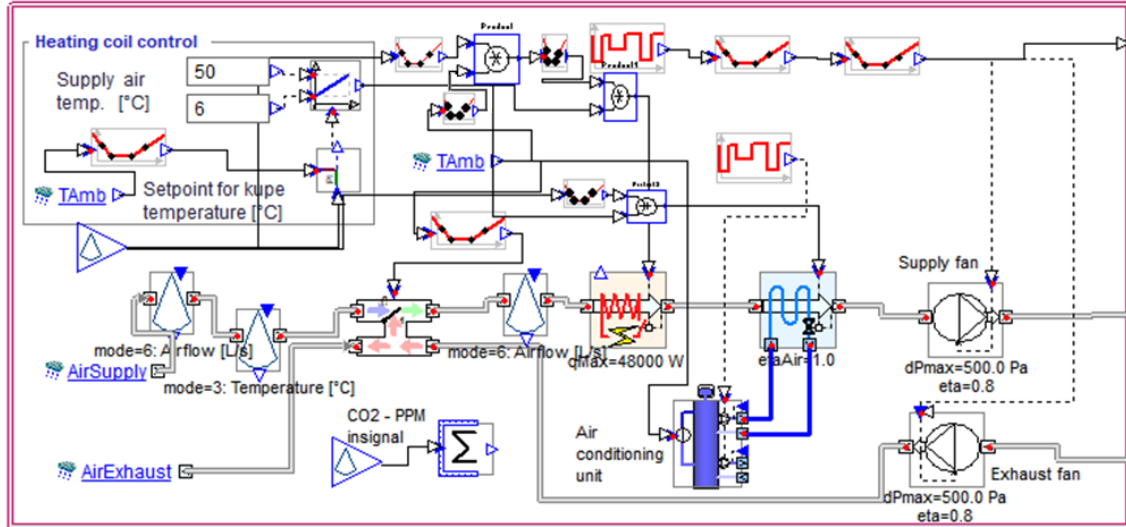 Product
Heating coil control
Supply air
temp. [°C]
50
6
Product1
TAmb
TAmb
Setpoint for kupe
temperature [°C]
Supply fan
mode=6: Airflow [L/s]
mode=6: Airflow [L/s]
qMax=48000 W
etaAir=1.0
dPmax=500.0 Pa
eta=0.8
AirSupply
mode=3: Temperature [°C]
CO2 - PPM
insignal
Σ
Air
conditioning
unit
AirExhaust
Exhaust fan
dPmax=500.0 Pa
eta=0.8